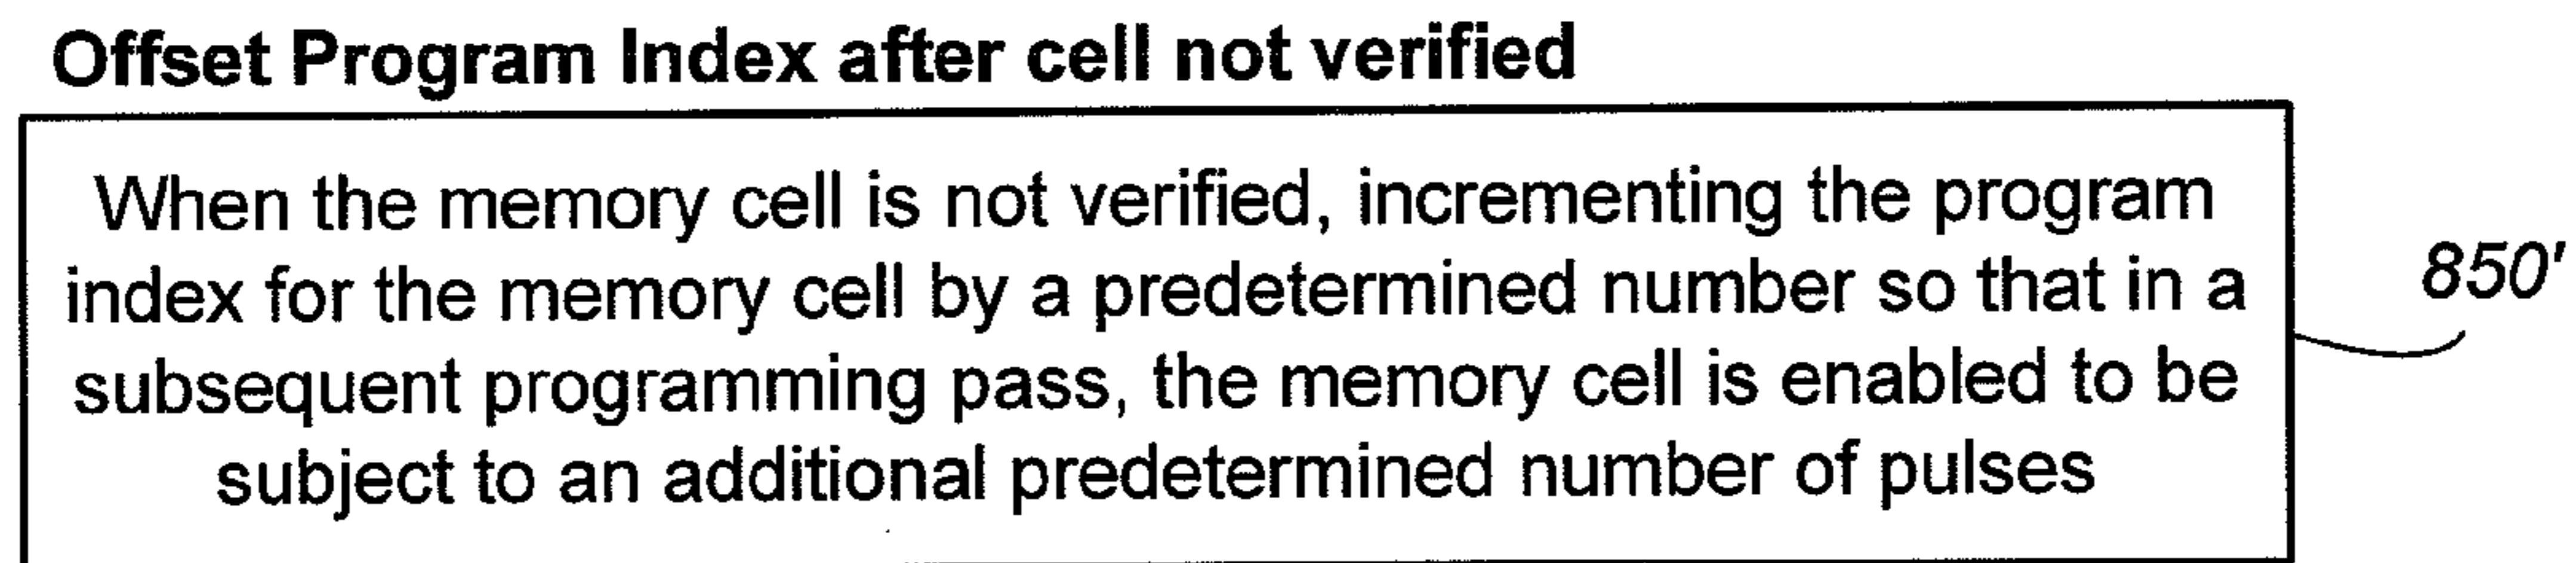 Offset Program Index after cell not verified
When the memory cell is not verified, incrementing the program
index for the memory cell by a predetermined number so that in a
subsequent programming pass, the memory cell is enabled to be
subject to an additional predetermined number of pulses
850'